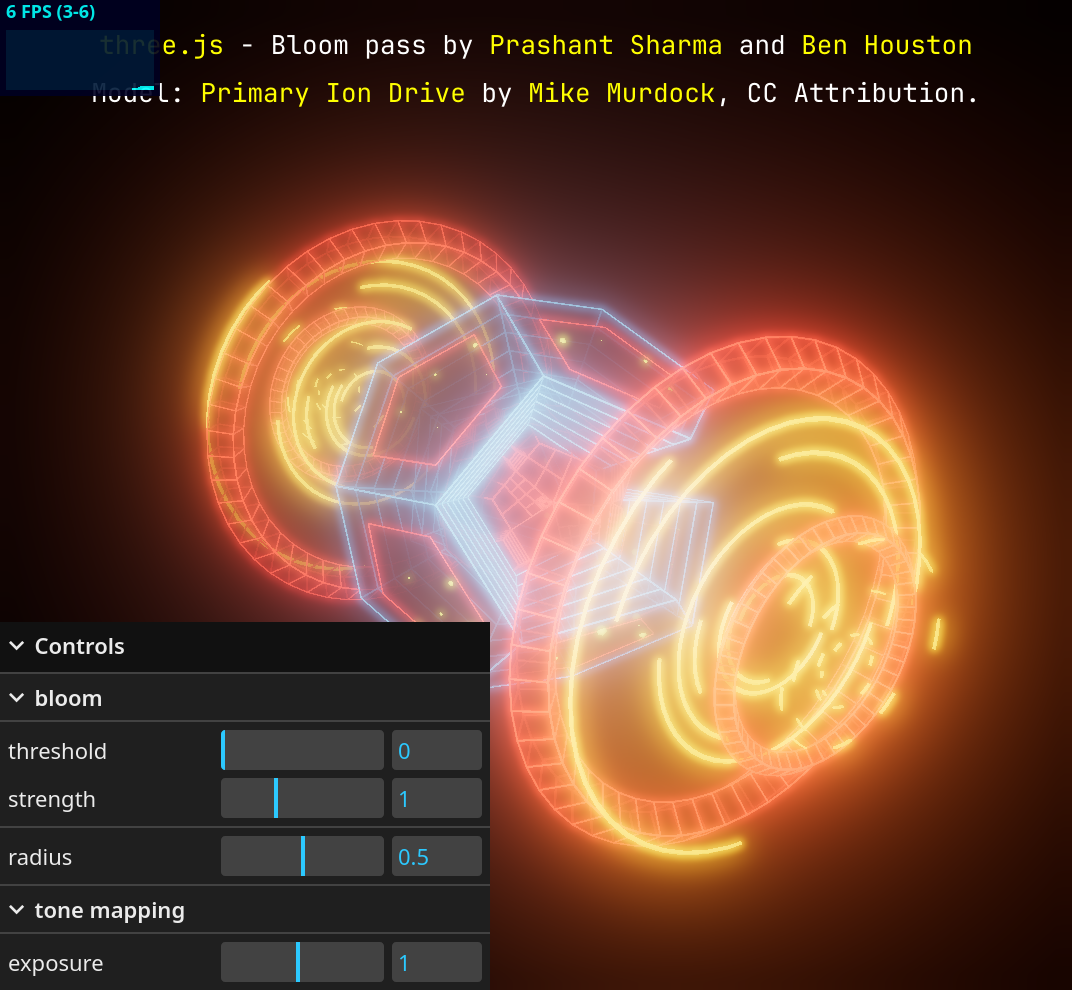 6 FPS (3-6)
three.js - Bloom pass by Prashant Sharma and Ben Houston
Model: Primary Ion Drive by Mike Murdock, CC Attribution.
Controls
bloom
threshold 0
strength 1
radius 0.5
tone mapping
exposure 1